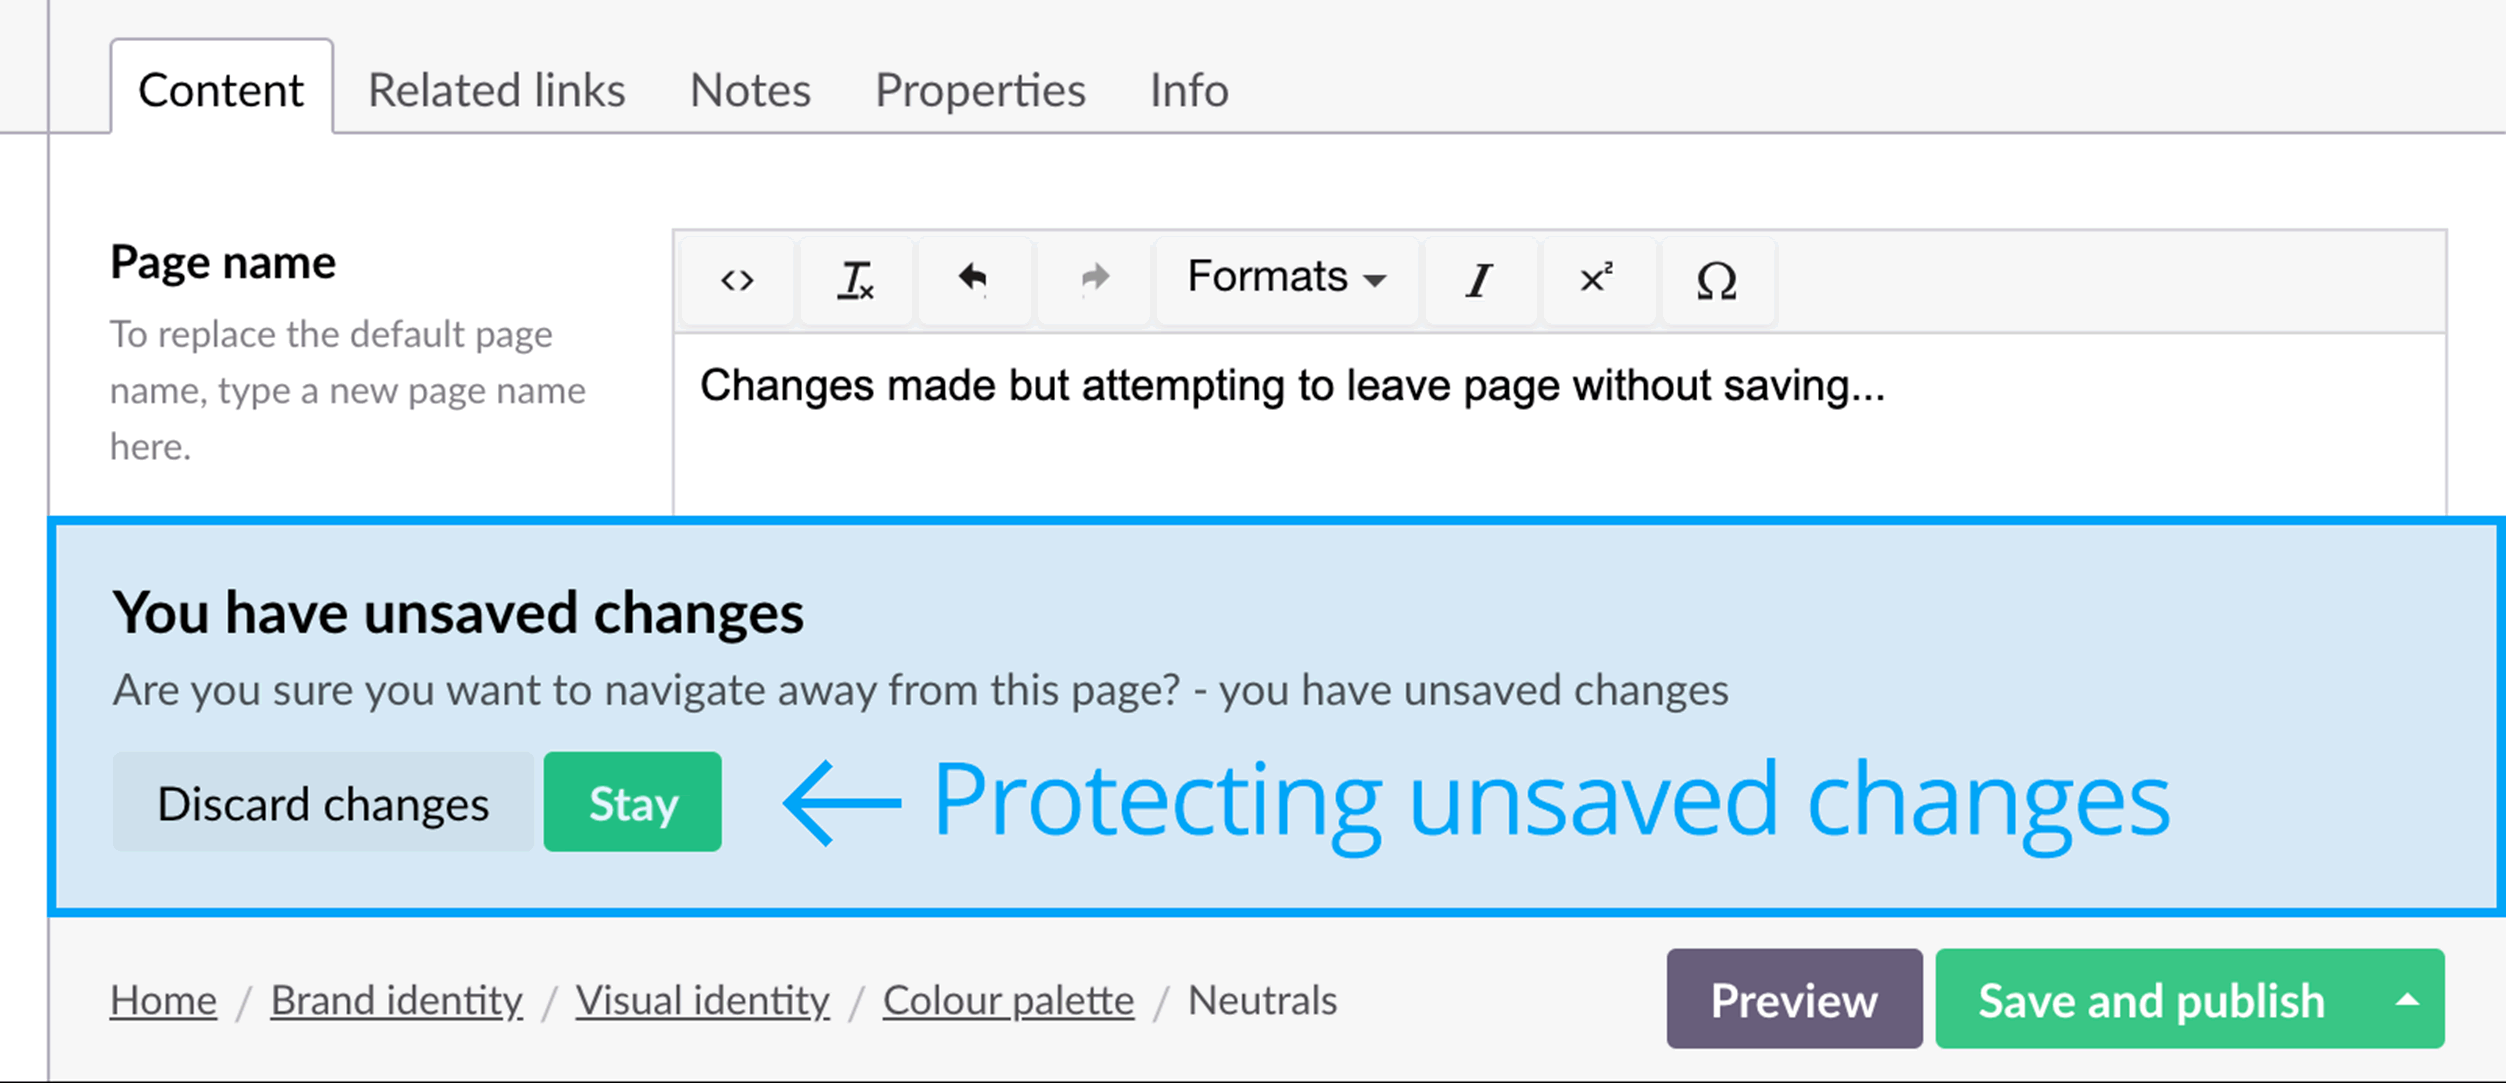 Content Related links Notes Properties Info
Page name
To replace the default page
name, type a new page name
here.
Formats
Changes made but attempting to leave page without saving...
You have unsaved changes
Are you sure you want to navigate away from this page? - you have unsaved changes
Discard changes Stay ← Protecting unsaved changes
Home / Brand identity / Visual identity / Colour palette / Neutrals Preview Save and publish